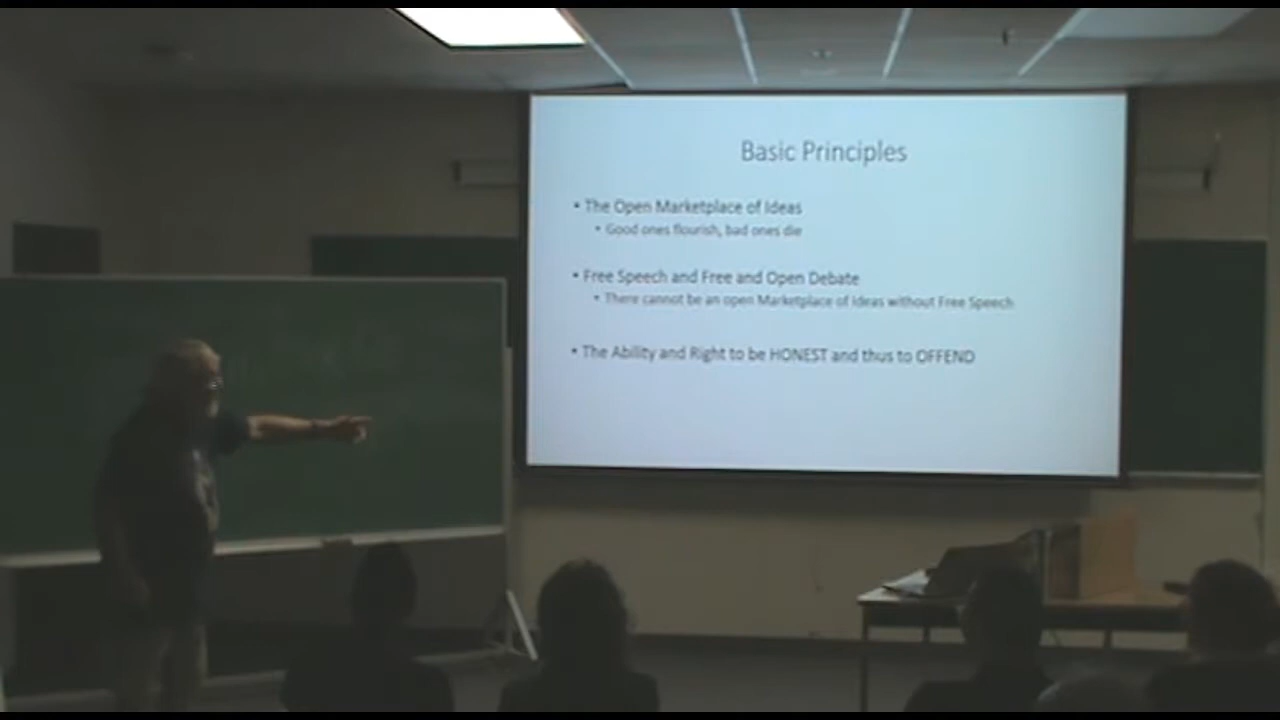 Basic Principles
• The Open Marketplace of Ideas
• Good ones flourish, bad ones die
• Free Speech and Free and Open Debate
• There cannot be an open Marketplace of Ideas without Free Speech
• The Ability and Right to be HONEST and thus to OFFEND